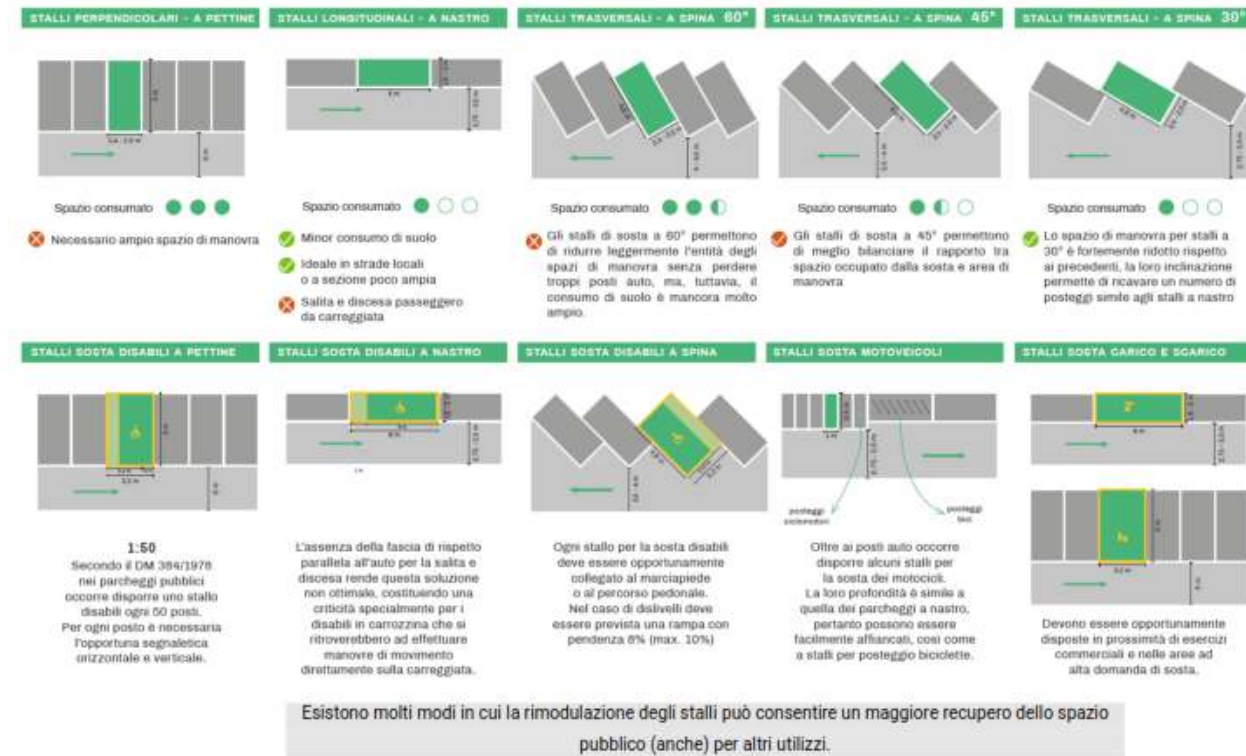 STALLI PERPENDICOLARI - A PETTINE
5 m
6 m
Spazio consumato
Necessario ampio spazio di manovra
STALLI LONGITUDINALI - A NASTRO
5 m
Spazio consumato
Minor consumo di suolo
Ideale in strade locali
o a sezione poco ampia
Salita e discesa passeggero
da carreggiata
STALLI TRASVERSALI - A SPINA 60°
Spazio consumato
Gli stalli di sosta a 60° permettono
di ridurre leggermente l'entità degli
spazi di manovra senza perdere
troppi posti auto, ma, tuttavia, il
consumo di suolo è mancora molto
ampio.
STALLI TRASVERSALI - A SPINA 45°
Spazio consumato
Gli stalli di sosta a 45° permettono
di meglio bilanciare il rapporto tra
spazio occupato dalla sosta e area di
manovra
STALLI TRASVERSALI - A SPINA 30°
Spazio consumato
Lo spazio di manovra per stalli a
30° è fortemente ridotto rispetto
ai precedenti, la loro inclinazione
permette di ricavare un numero di
posteggi simile agli stalli a nastro
STALLI SOSTA DISABILI A PETTINE
1:50
Secondo il DM 384/1978
nei parcheggi pubblici
occorre disporre uno stallo
disabili ogni 50 posti.
Per ogni posto è necessaria
l'opportuna segnaletica
orizzontale e verticale.
STALLI SOSTA DISABILI A NASTRO
L'assenza della fascia di rispetto
parallela all'auto per la salita e
discesa rende questa soluzione
non ottimale, costituendo una
criticità specialmente per i
disabili in carrozzina che si
ritroverebbero ad effettuare
manovre di movimento
direttamente sulla carreggiata.
STALLI SOSTA DISABILI A SPINA
Ogni stallo per la sosta disabili
deve essere opportunamente
collegato al marciapiede
o al percorso pedonale.
Nel caso di dislivelli deve
essere prevista una rampa con
pendenza 8% (max. 10%)
STALLI SOSTA MOTOVEICOLI
1 m
posteggi
ciclomotori
posteggi
bici
Oltre ai posti auto occorre
disporre alcuni stalli per
la sosta dei motocicli.
La loro profondità è simile a
quella dei parcheggi a nastro,
pertanto possono essere
facilmente affiancati, così come
a stalli per posteggio biciclette.
STALLI SOSTA CARICO E SCARICO
Devono essere opportunamente
disposte in prossimità di esercizi
commerciali e nelle aree ad
alta domanda di sosta.
Esistono molti modi in cui la rimodulazione degli stalli può consentire un maggiore recupero dello spazio
pubblico (anche) per altri utilizzi.